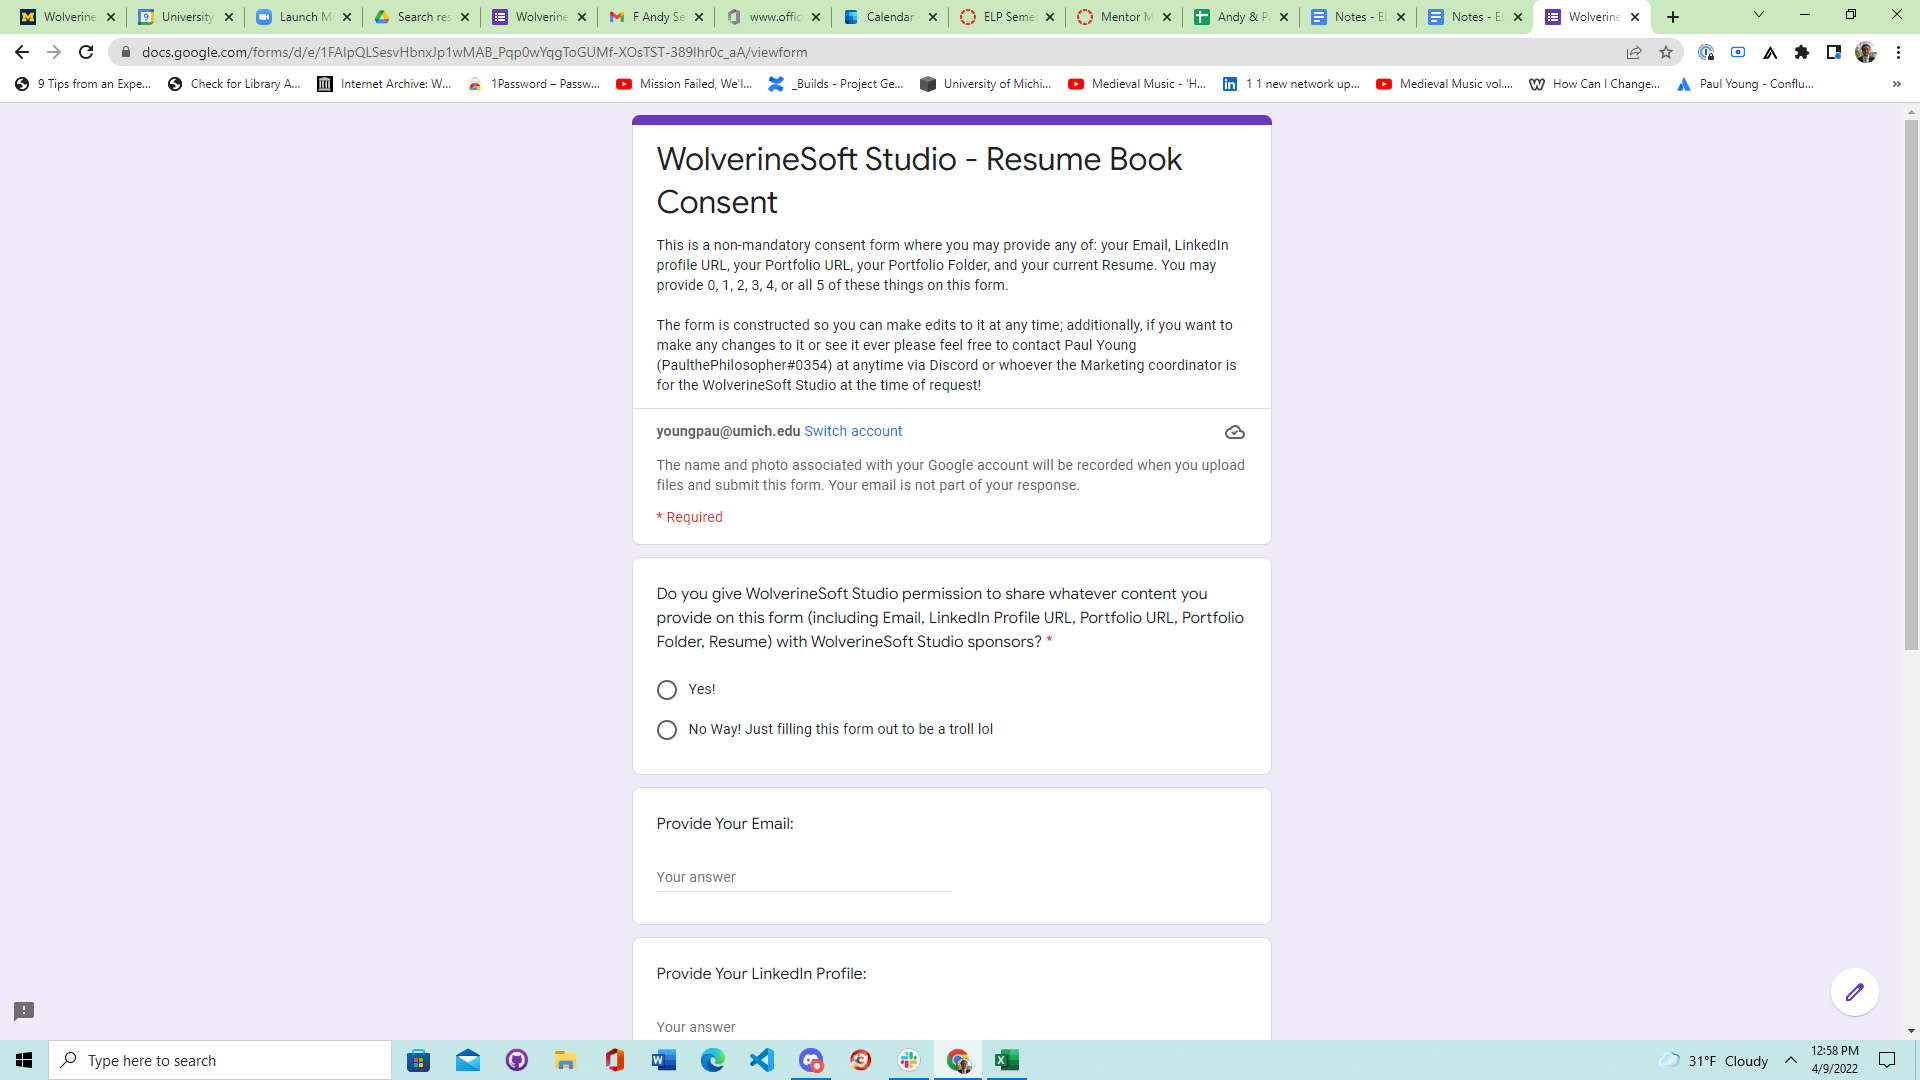 Wolverine University Launch M Search res Wolverine F Andy Se www.offic Calendar ELP Seme Mentor M Andy & P Notes - EL Notes - EL Wolverine
docs.google.com/forms/d/e/1FAIpQLSesvHbnxJp1wMAB_Pqp0wYqgToGUMf-XOsTST-389lhr0c_aA/viewform
9 Tips from an Expe... Check for Library A... Internet Archive: W... 1Password – Passw... Mission Failed, We'l... _Builds - Project Ge... University of Michi... Medieval Music - 'H... 1 1 new network up... Medieval Music vol.... How Can I Change... Paul Young - Conflu... »
WolverineSoft Studio - Resume Book
Consent
This is a non-mandatory consent form where you may provide any of: your Email, LinkedIn
profile URL, your Portfolio URL, your Portfolio Folder, and your current Resume. You may
provide 0, 1, 2, 3, 4, or all 5 of these things on this form.
The form is constructed so you can make edits to it at any time; additionally, if you want to
make any changes to it or see it ever please feel free to contact Paul Young
(PaulthePhilosopher#0354) at anytime via Discord or whoever the Marketing coordinator is
for the WolverineSoft Studio at the time of request!
youngpau@umich.edu Switch account
The name and photo associated with your Google account will be recorded when you upload
files and submit this form. Your email is not part of your response.
* Required
Do you give WolverineSoft Studio permission to share whatever content you
provide on this form (including Email, LinkedIn Profile URL, Portfolio URL, Portfolio
Folder, Resume) with WolverineSoft Studio sponsors? *
Yes!
No Way! Just filling this form out to be a troll lol
Provide Your Email:
Your answer
Provide Your LinkedIn Profile:
Your answer
Type here to search
31°F Cloudy
12:58 PM
4/9/2022